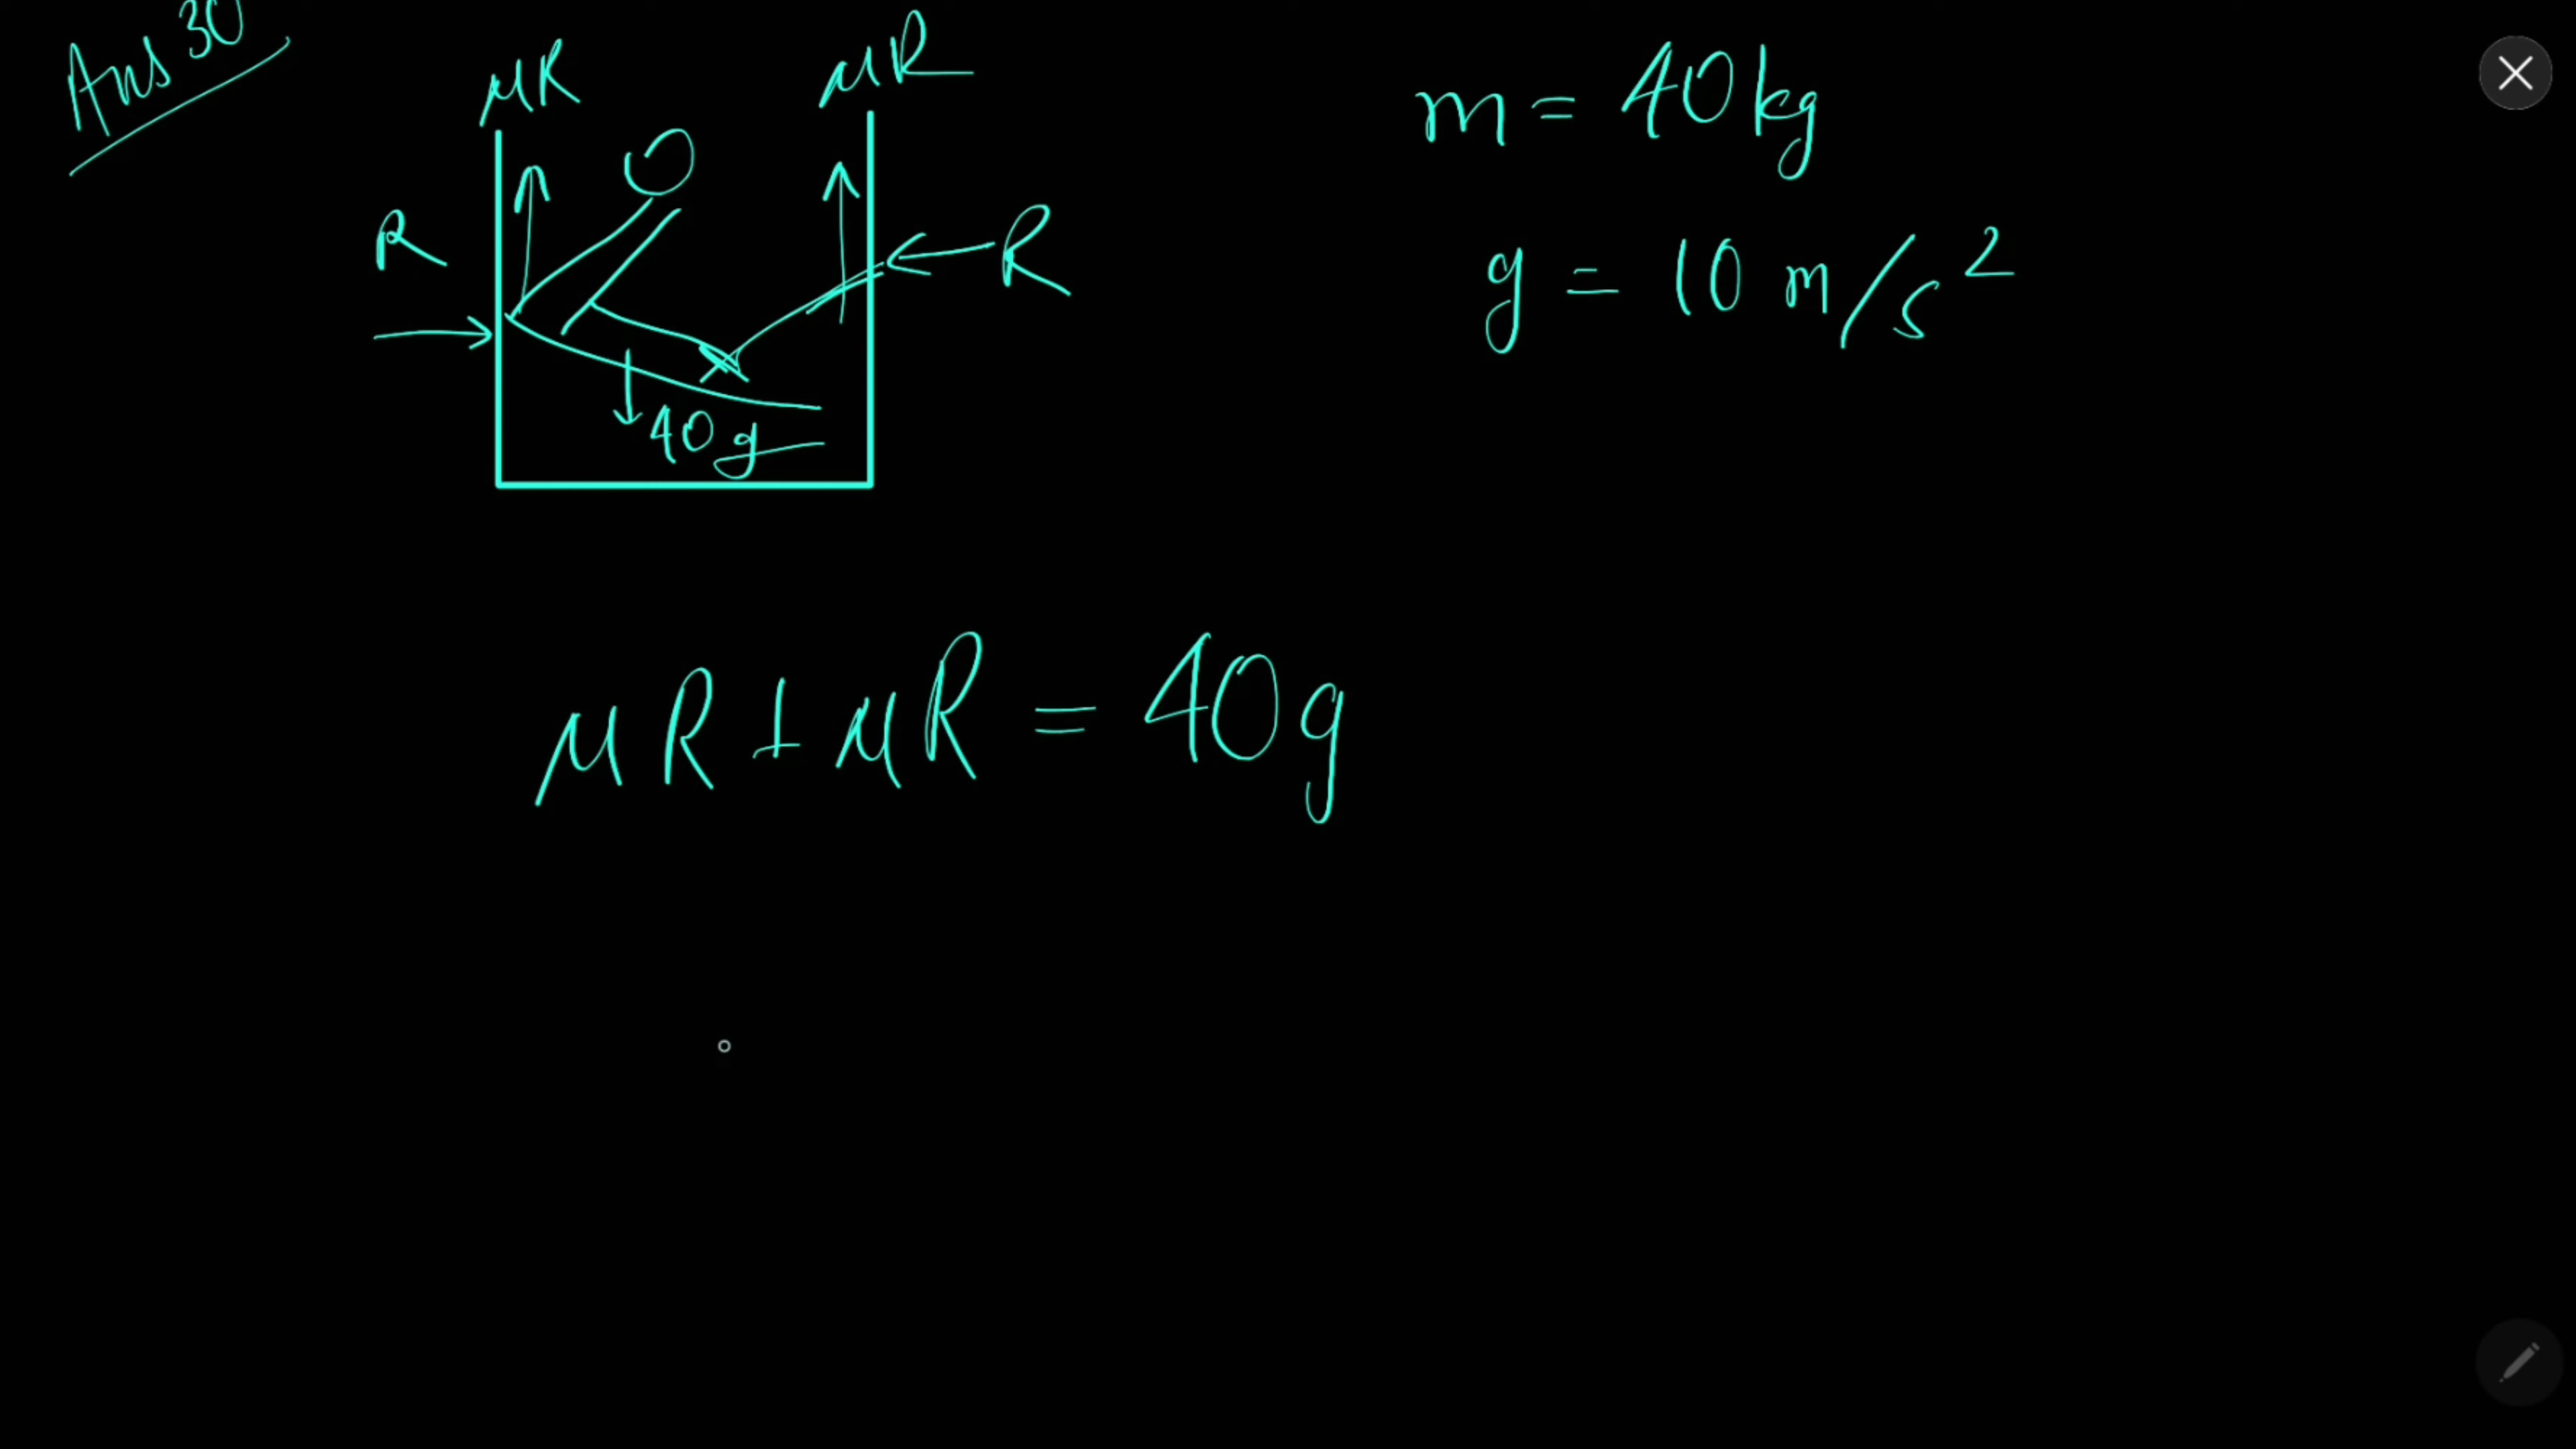 Ans 30
μR
μR
m = 40 kg
R
R
g = 10 m/s²
40g
μR + μR = 40g